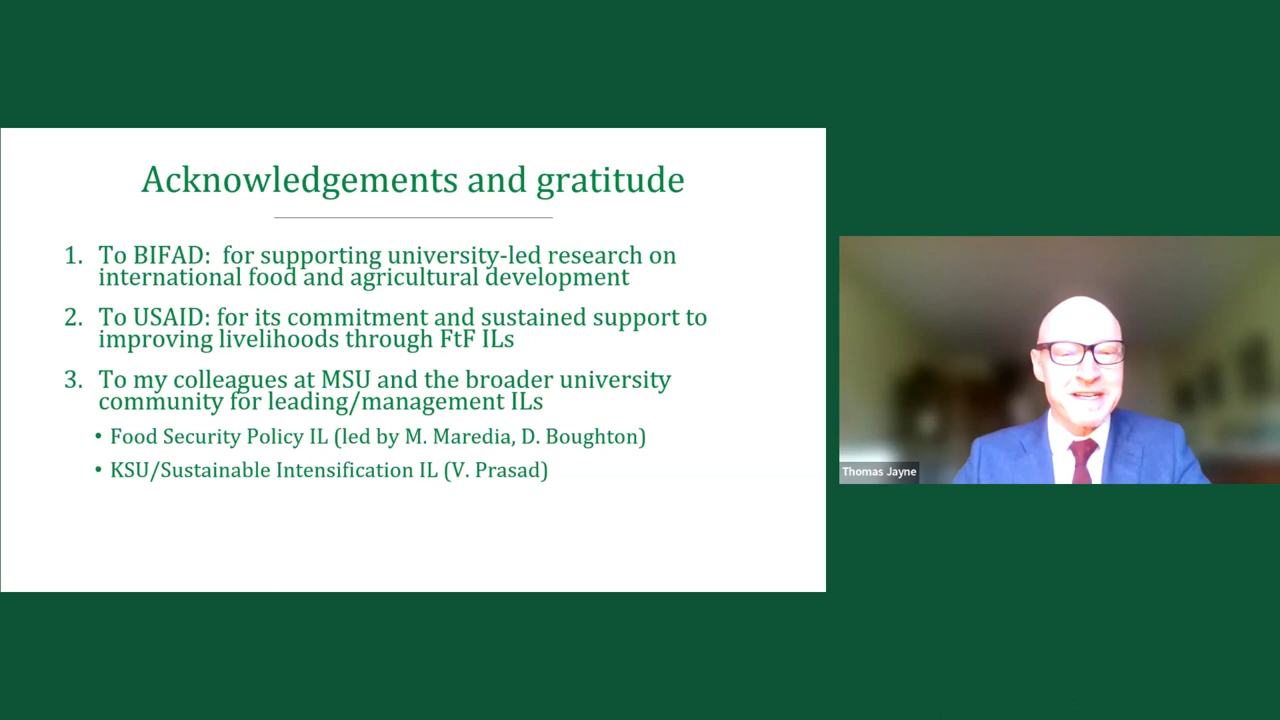 Acknowledgements and gratitude
1. To BIFAD: for supporting university-led research on
international food and agricultural development
2. To USAID: for its commitment and sustained support to
improving livelihoods through FtF ILs
3. To my colleagues at MSU and the broader university
community for leading/management ILs
• Food Security Policy IL (led by M. Maredia, D. Boughton)
• KSU/Sustainable Intensification IL (V. Prasad)
Thomas Jayne